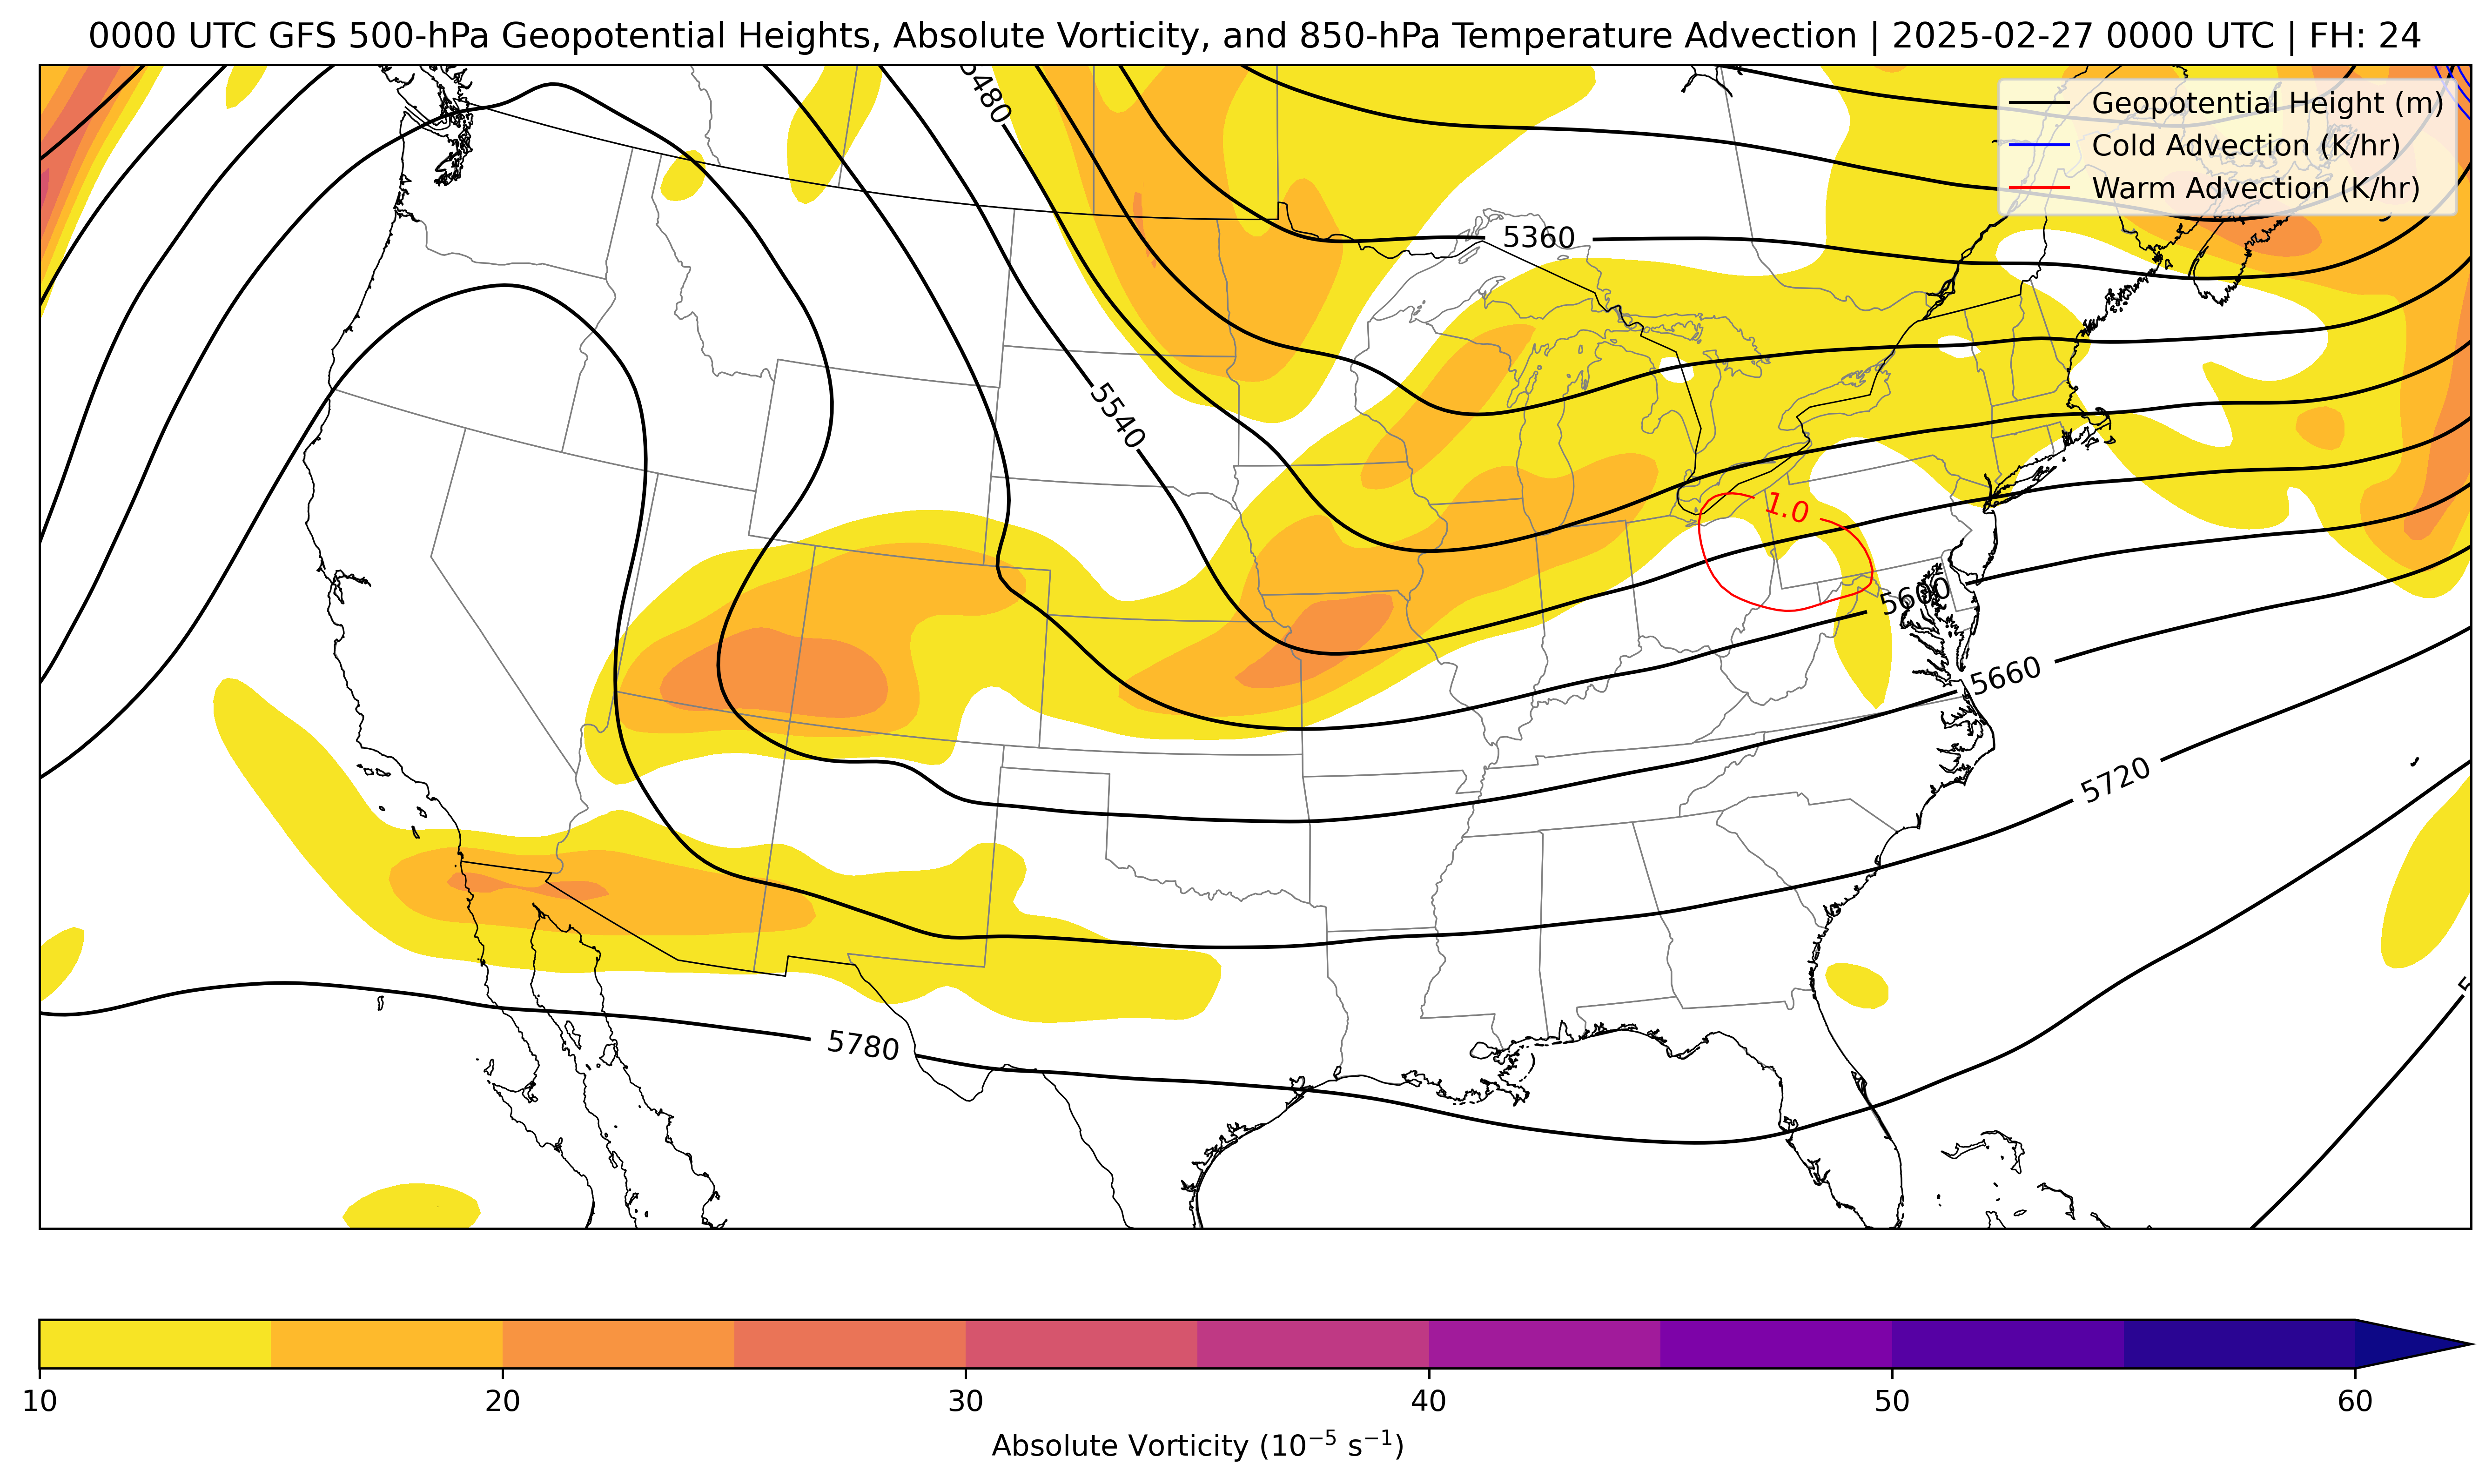 0000 UTC GFS 500-hPa Geopotential Heights, Absolute Vorticity, and 850-hPa Temperature Advection | 2025-02-27 0000 UTC | FH: 24
Geopotential Height (m)
Cold Advection (K/hr)
Warm Advection (K/hr)
5480
5360
5540
1.0
5600
5660
5720
5780
10
20
30
40
50
60
Absolute Vorticity (10⁻⁵ s⁻¹)